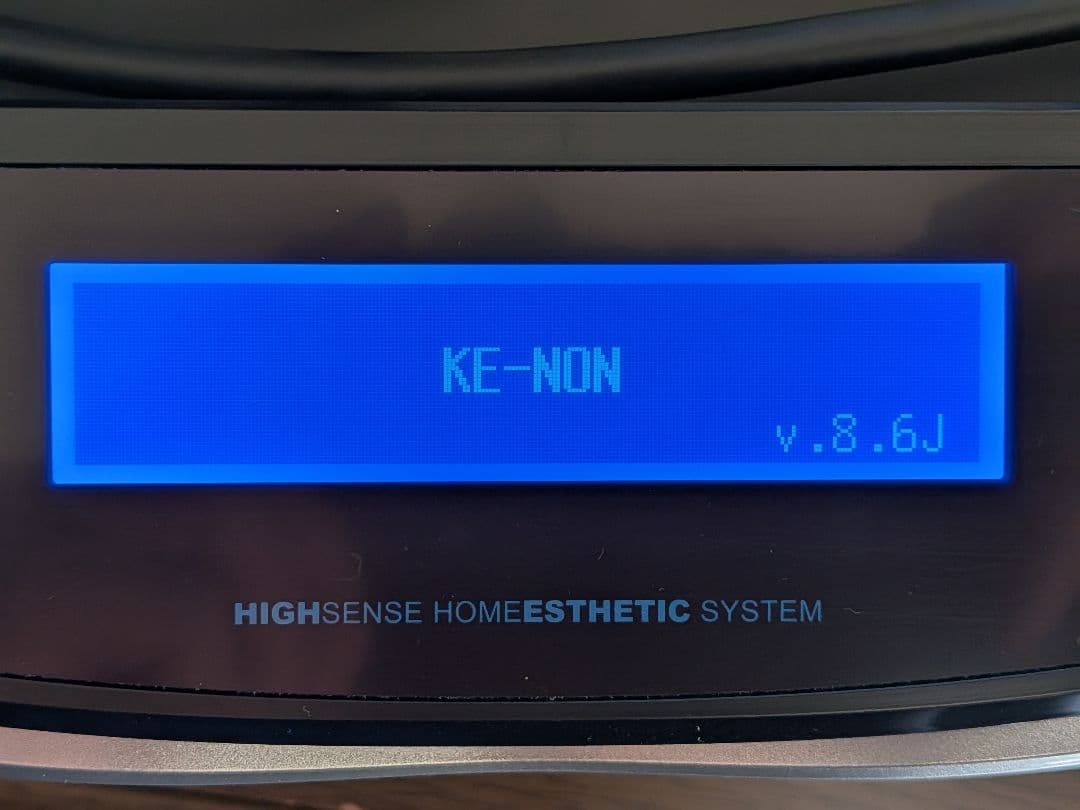 KE-NON
v.8.6J
HIGHSENSE HOMEESTHETIC SYSTEM